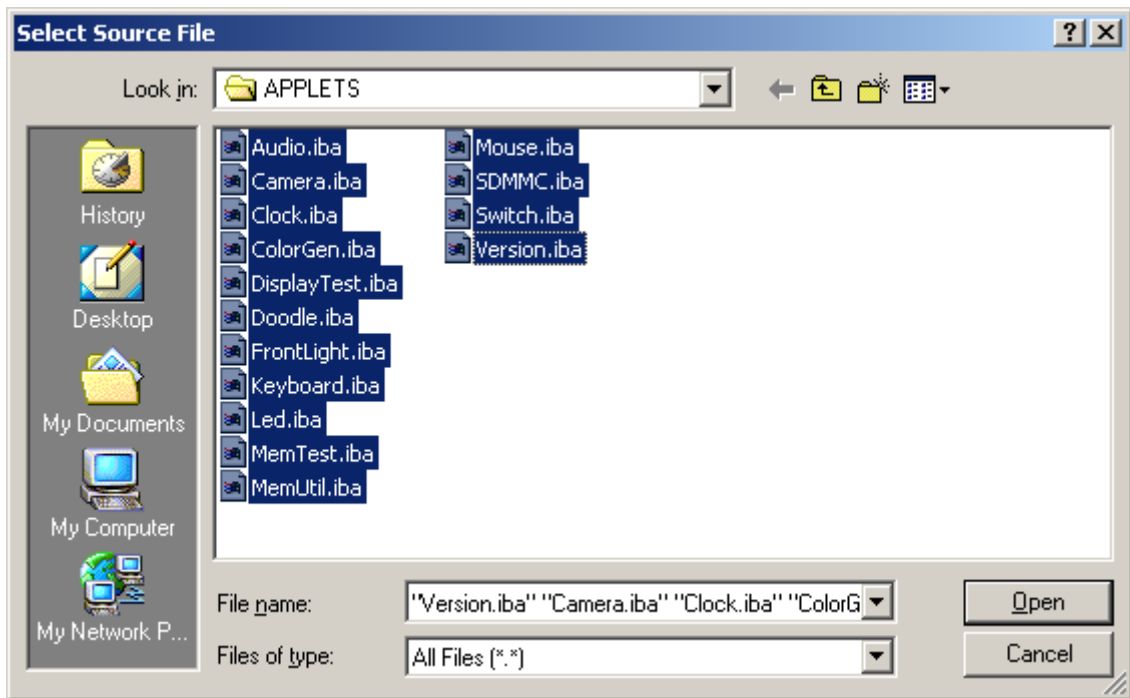 Select Source File
Look in:
APPLETS
History
Desktop
My Documents
My Computer
My Network P...
Audio.iba
Camera.iba
Clock.iba
ColorGen.iba
DisplayTest.iba
Doodle.iba
FrontLight.iba
Keyboard.iba
Led.iba
MemTest.iba
MemUtil.iba
Mouse.iba
SDMMC.iba
Switch.iba
Version.iba
File name:
"Version.iba" "Camera.iba" "Clock.iba" "ColorG
Open
Files of type:
All Files (*.*)
Cancel